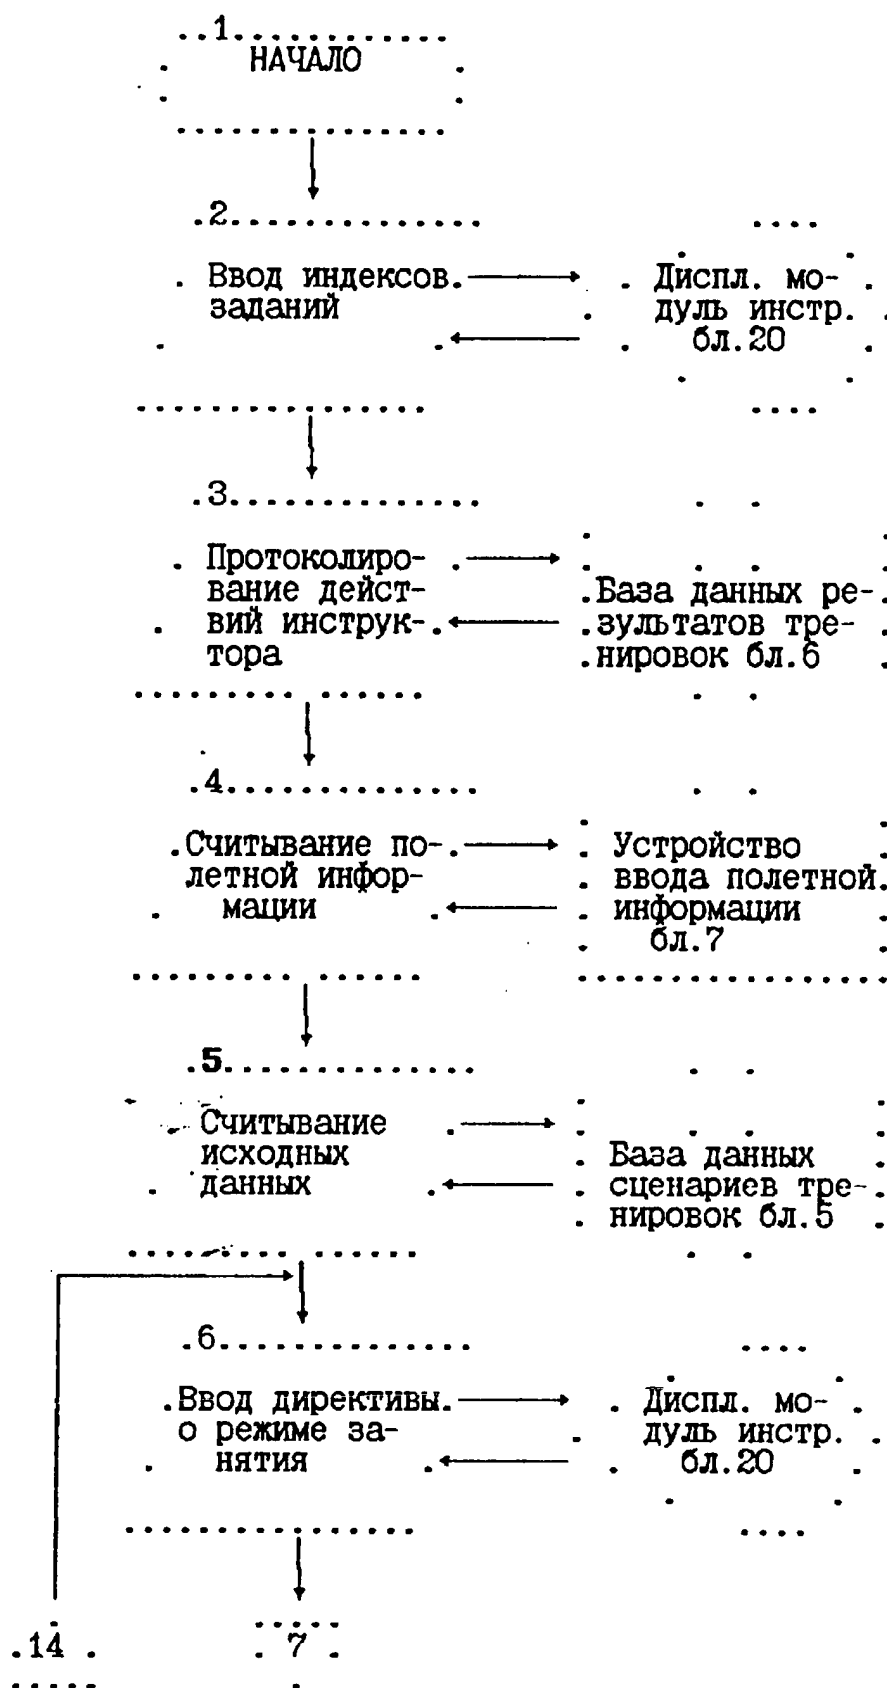 1
НАЧАЛО
2
Ввод индексов
заданий
Диспл. мо-
дуль инстр.
бл.20
3
Протоколиро-
вание дейст-
вий инструк-
тора
База данных ре-
зультатов тре-
нировок бл.6
4
Считывание по-
летной инфор-
мации
Устройство
ввода полетной
информации
бл.7
5
Считывание
исходных
данных
База данных
сценариев тре-
нировок бл.5
6
Ввод директивы
о режиме за-
нятия
Диспл. мо-
дуль инстр.
бл.20
14
7